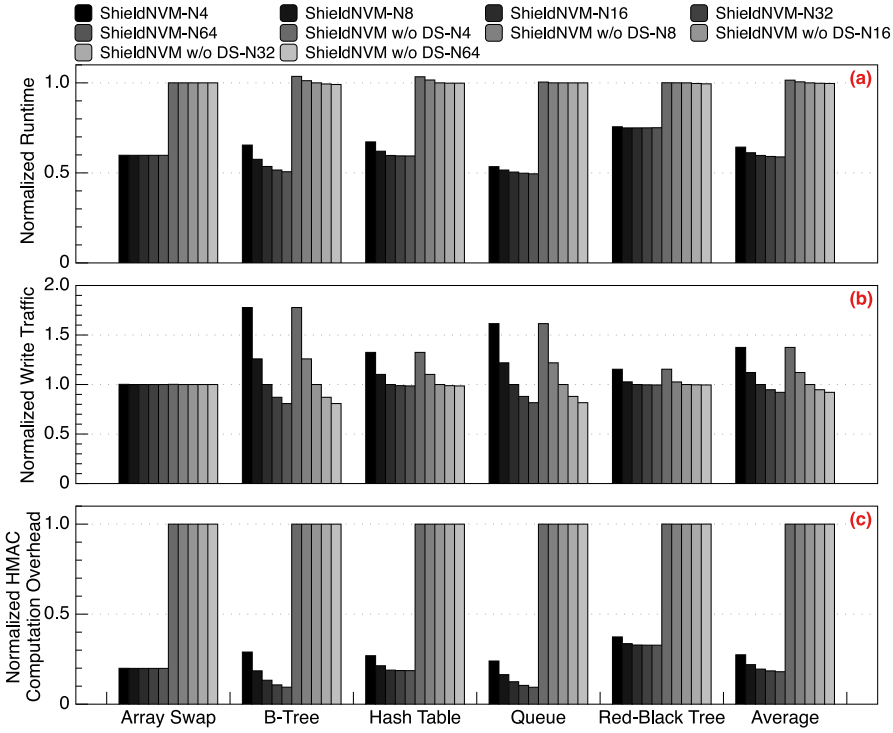 ShieldNVM-N4 ShieldNVM-N8 ShieldNVM-N16 ShieldNVM-N32
ShieldNVM-N64 ShieldNVM w/o DS-N4 ShieldNVM w/o DS-N8 ShieldNVM w/o DS-N16
ShieldNVM w/o DS-N32 ShieldNVM w/o DS-N64
Normalized Runtime
1.0
0.5
0
(a)
Normalized Write Traffic
2.0
1.5
1.0
0.5
0
(b)
Normalized HMAC
Computation Overhead
1.0
0.5
0
(c)
Array Swap B-Tree Hash Table Queue Red-Black Tree Average